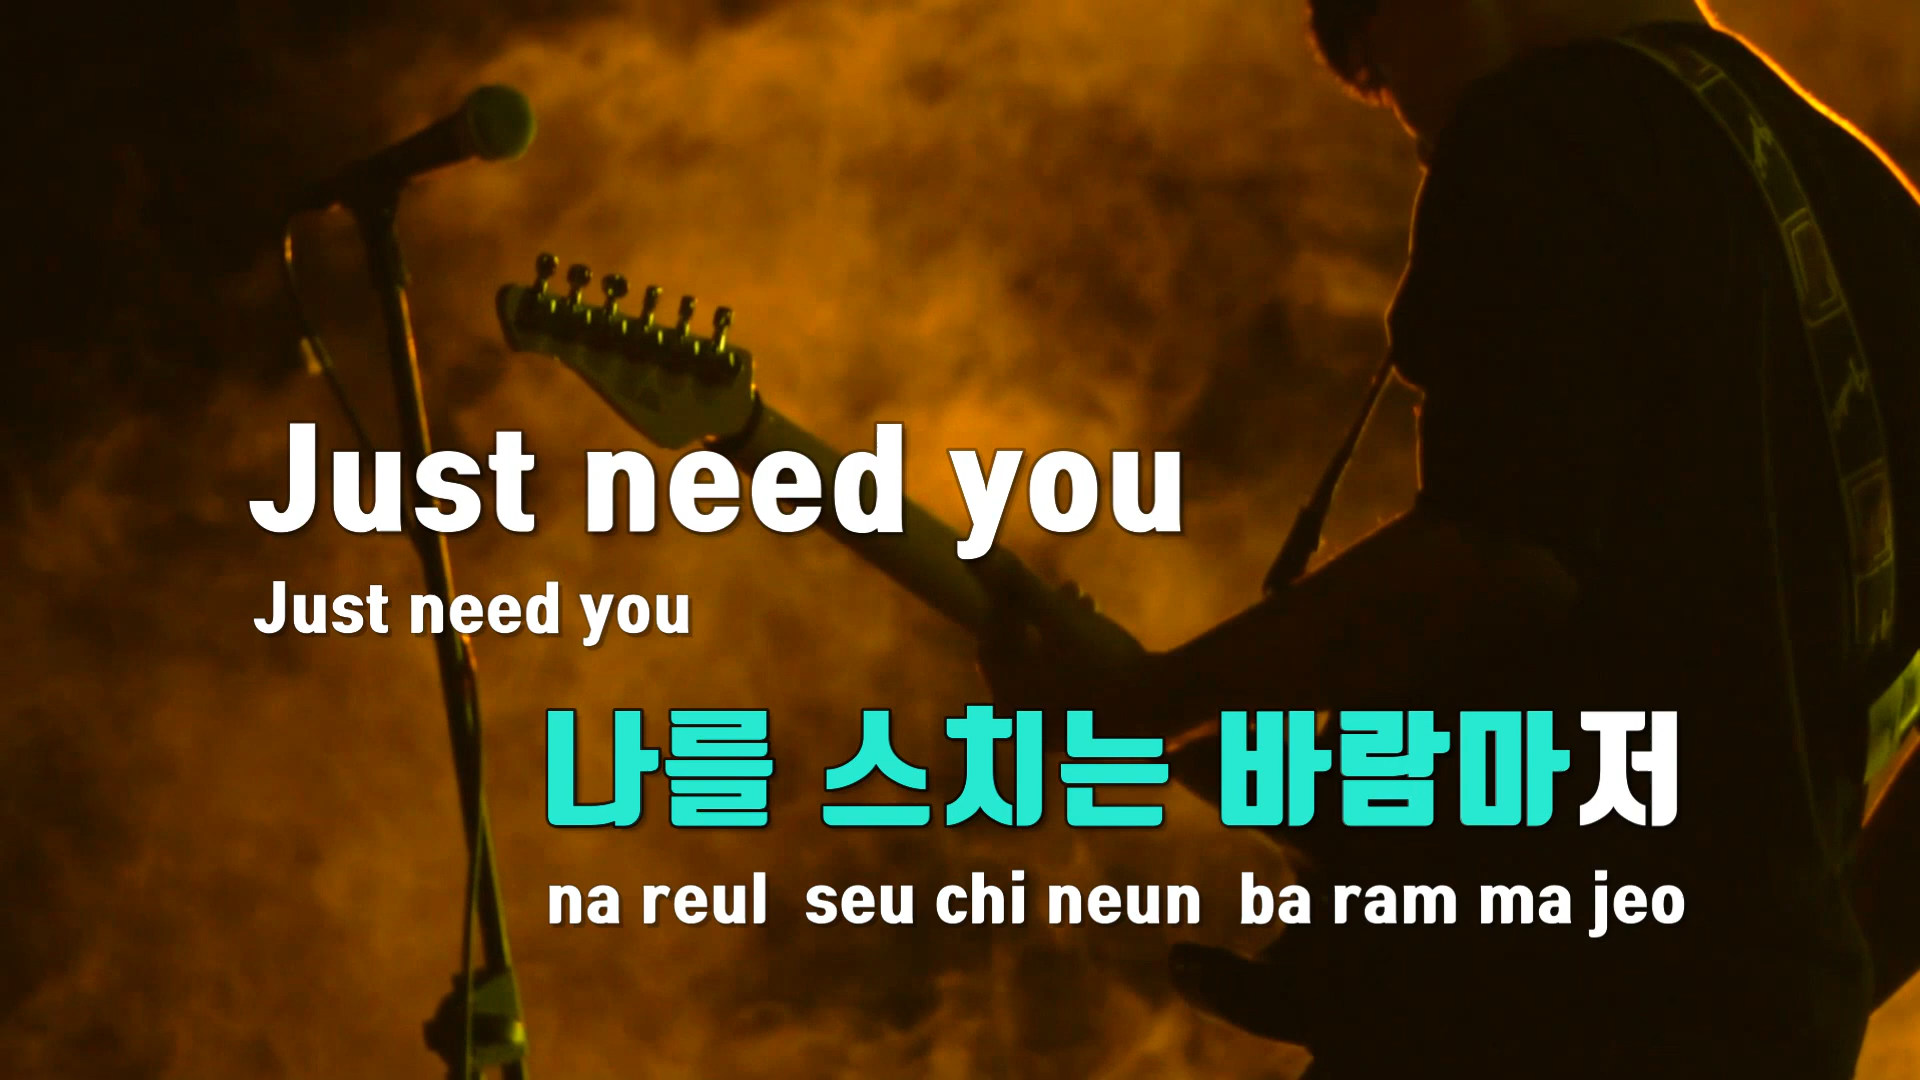 Just need you
Just need you
나를 스치는 바람마저
na reul seu chi neun ba ram ma jeo